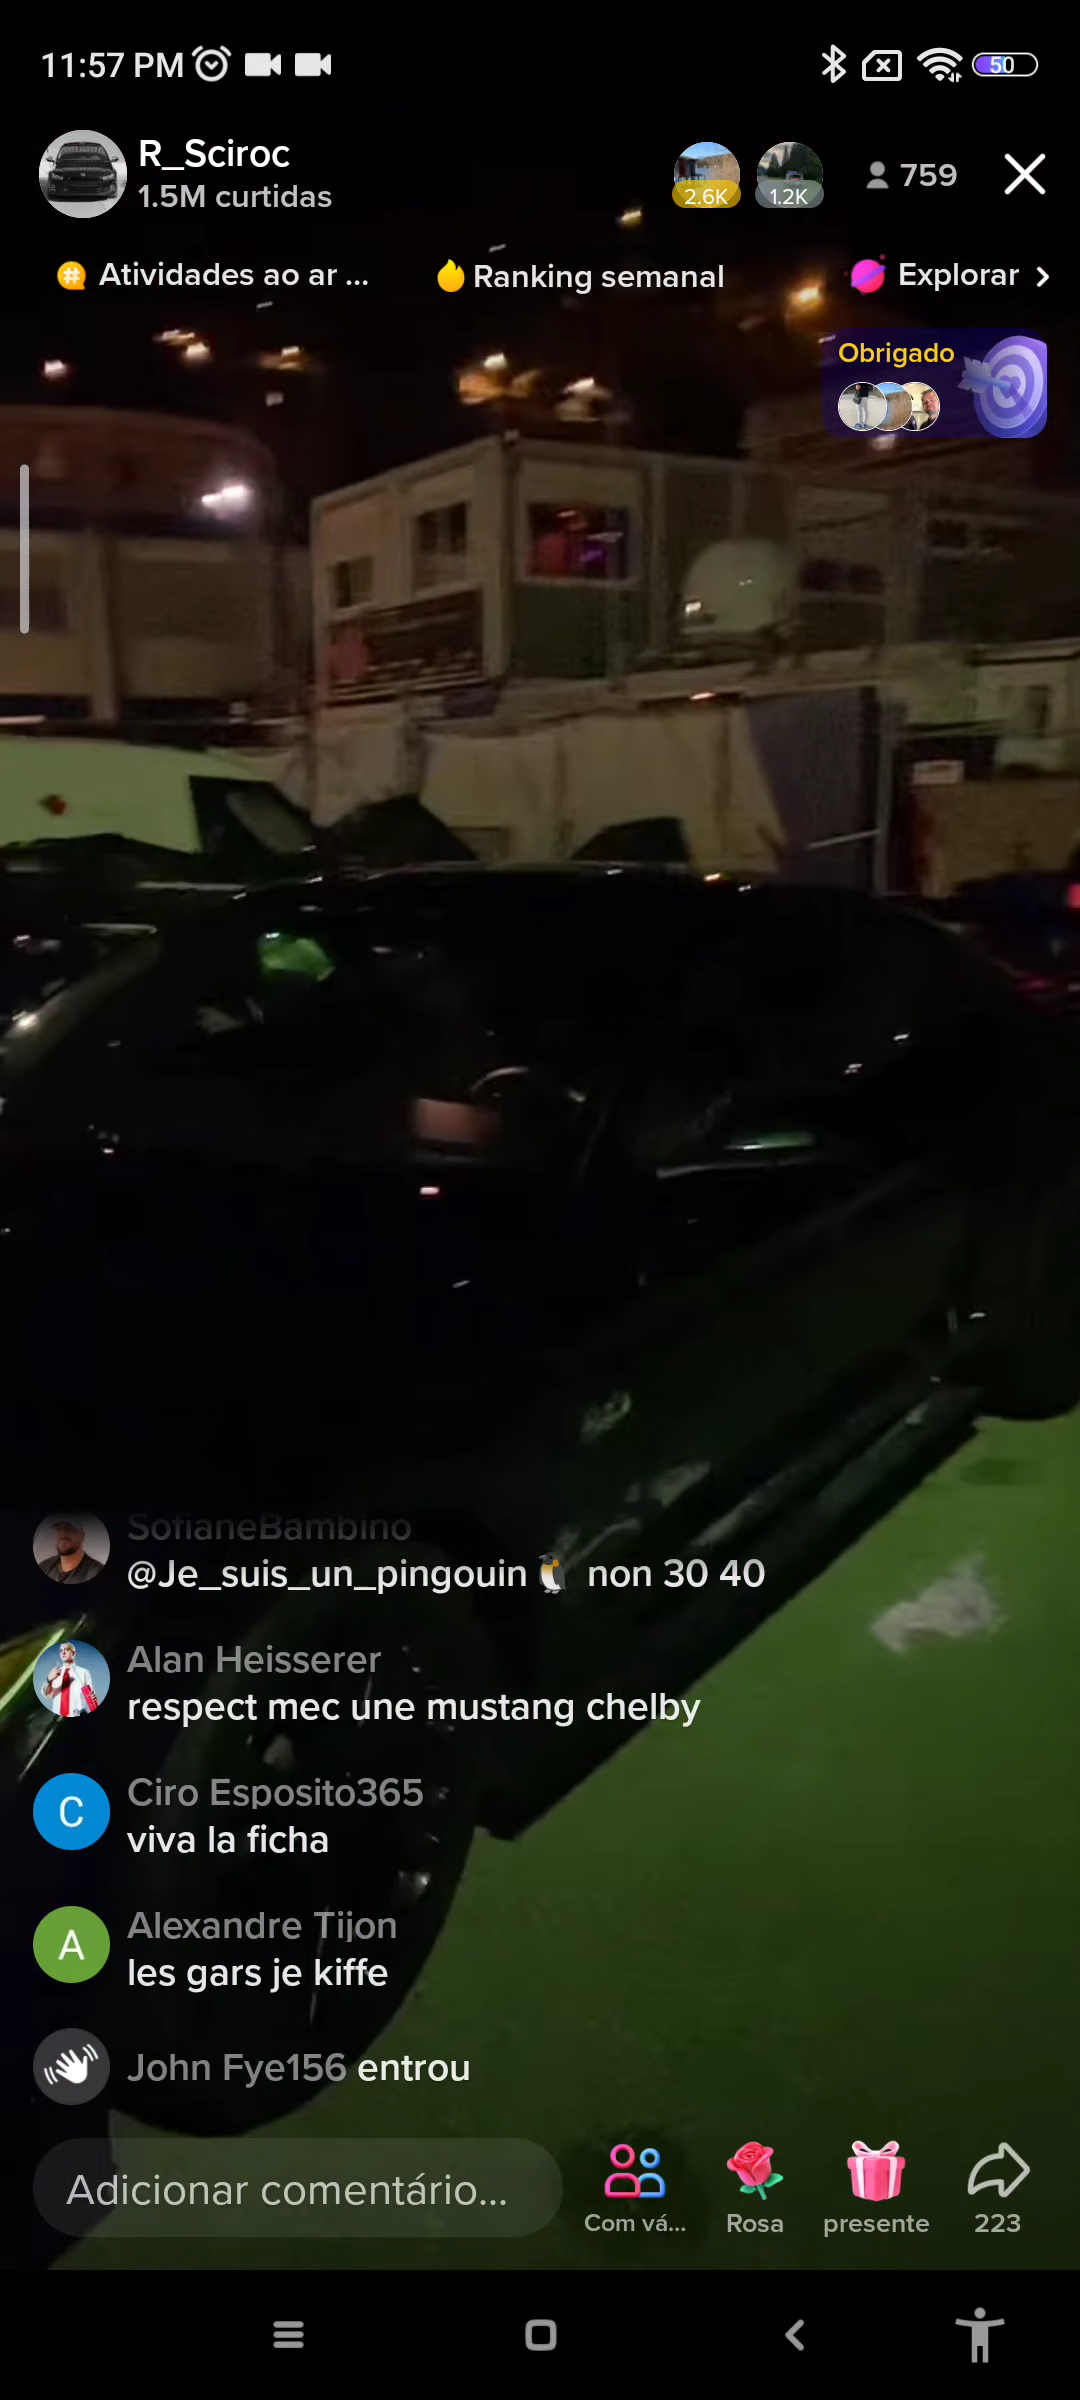 11:57 PM
50
R_Sciroc
1.5M curtidas
2.6K
1.2K
759
Atividades ao ar ...
Ranking semanal
Explorar
Obrigado
SofianeBambino
@Je_suis_un_pingouin🐧 non 30 40
Alan Heisserer
respect mec une mustang chelby
C
Ciro Esposito365
viva la ficha
A
Alexandre Tijon
les gars je kiffe
John Fye156 entrou
Adicionar comentário...
Com vá...
Rosa
presente
223